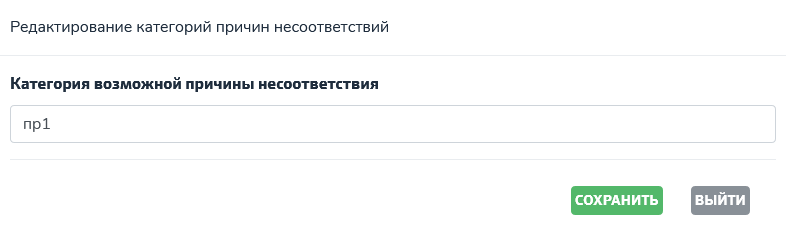 Редактирование категорий причин несоответствий
Категория возможной причины несоответствия
пр1
СОХРАНИТЬ ВЫЙТИ